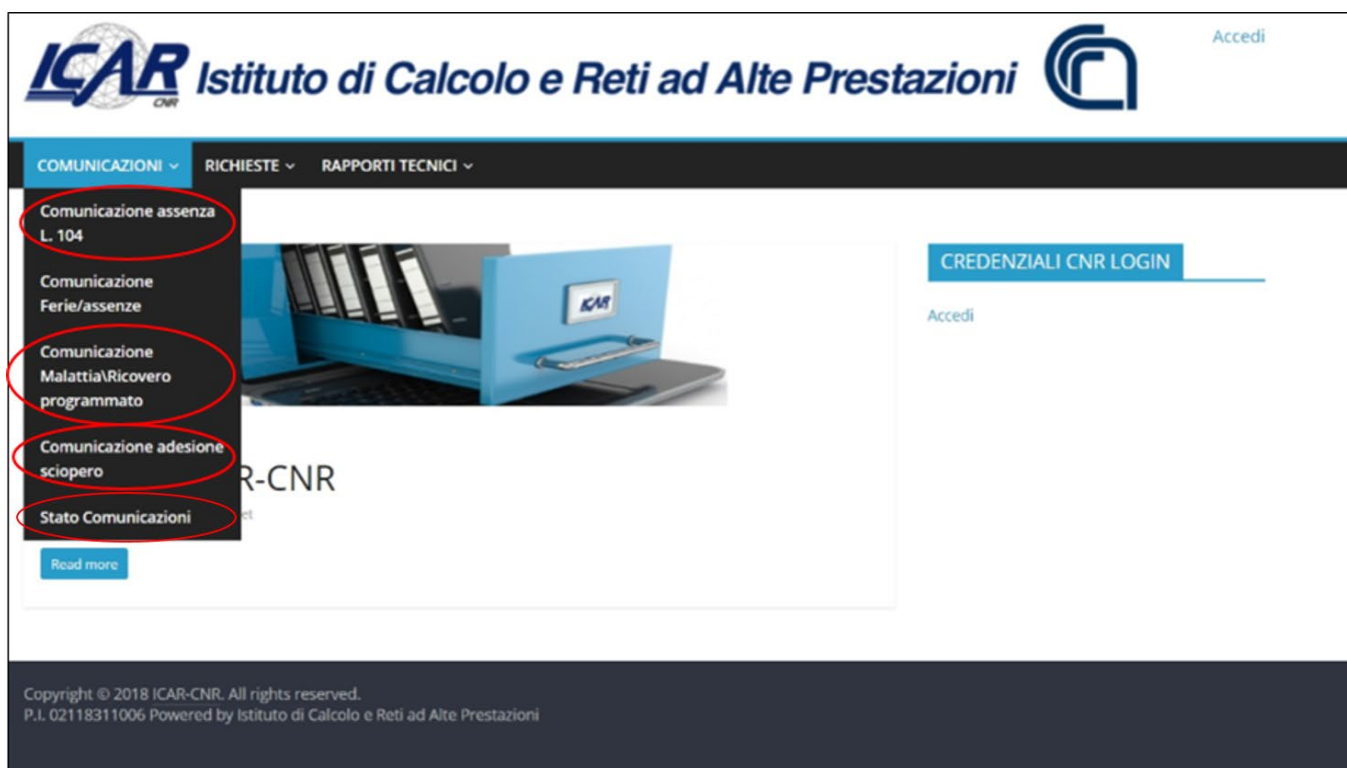 ICAR
CNR
Istituto di Calcolo e Reti ad Alte Prestazioni
Accedi
COMUNICAZIONI
RICHIESTE
RAPPORTI TECNICI
Comunicazione assenza
L. 104
Comunicazione
Ferie/assenze
Comunicazione
Malattia\Ricovero
programmato
Comunicazione adesione
sciopero
Stato Comunicazioni
ICAR
CREDENZIALI CNR LOGIN
Accedi
R-CNR
et
Read more
Copyright © 2018 ICAR-CNR. All rights reserved.
P.I. 02118311006 Powered by Istituto di Calcolo e Reti ad Alte Prestazioni